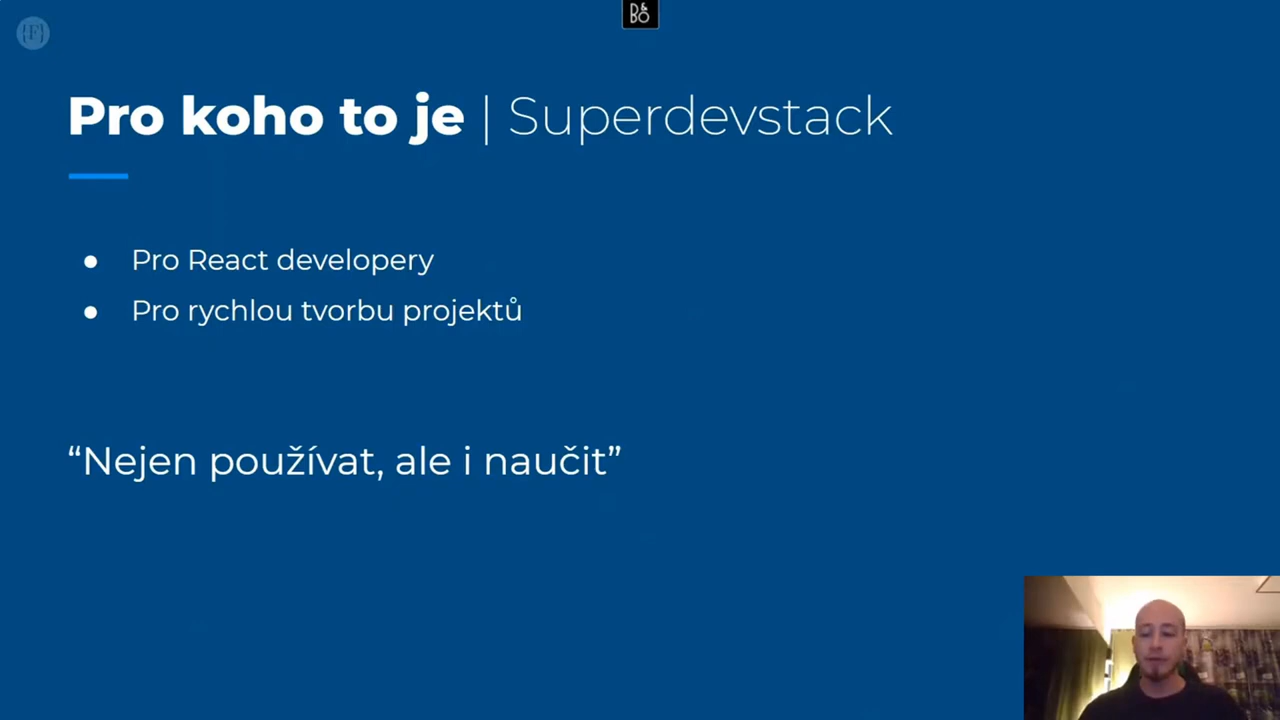 {F}
B&O
Pro koho to je | Superdevstack
● Pro React developery
● Pro rychlou tvorbu projektů
“Nejen používat, ale i naučit”